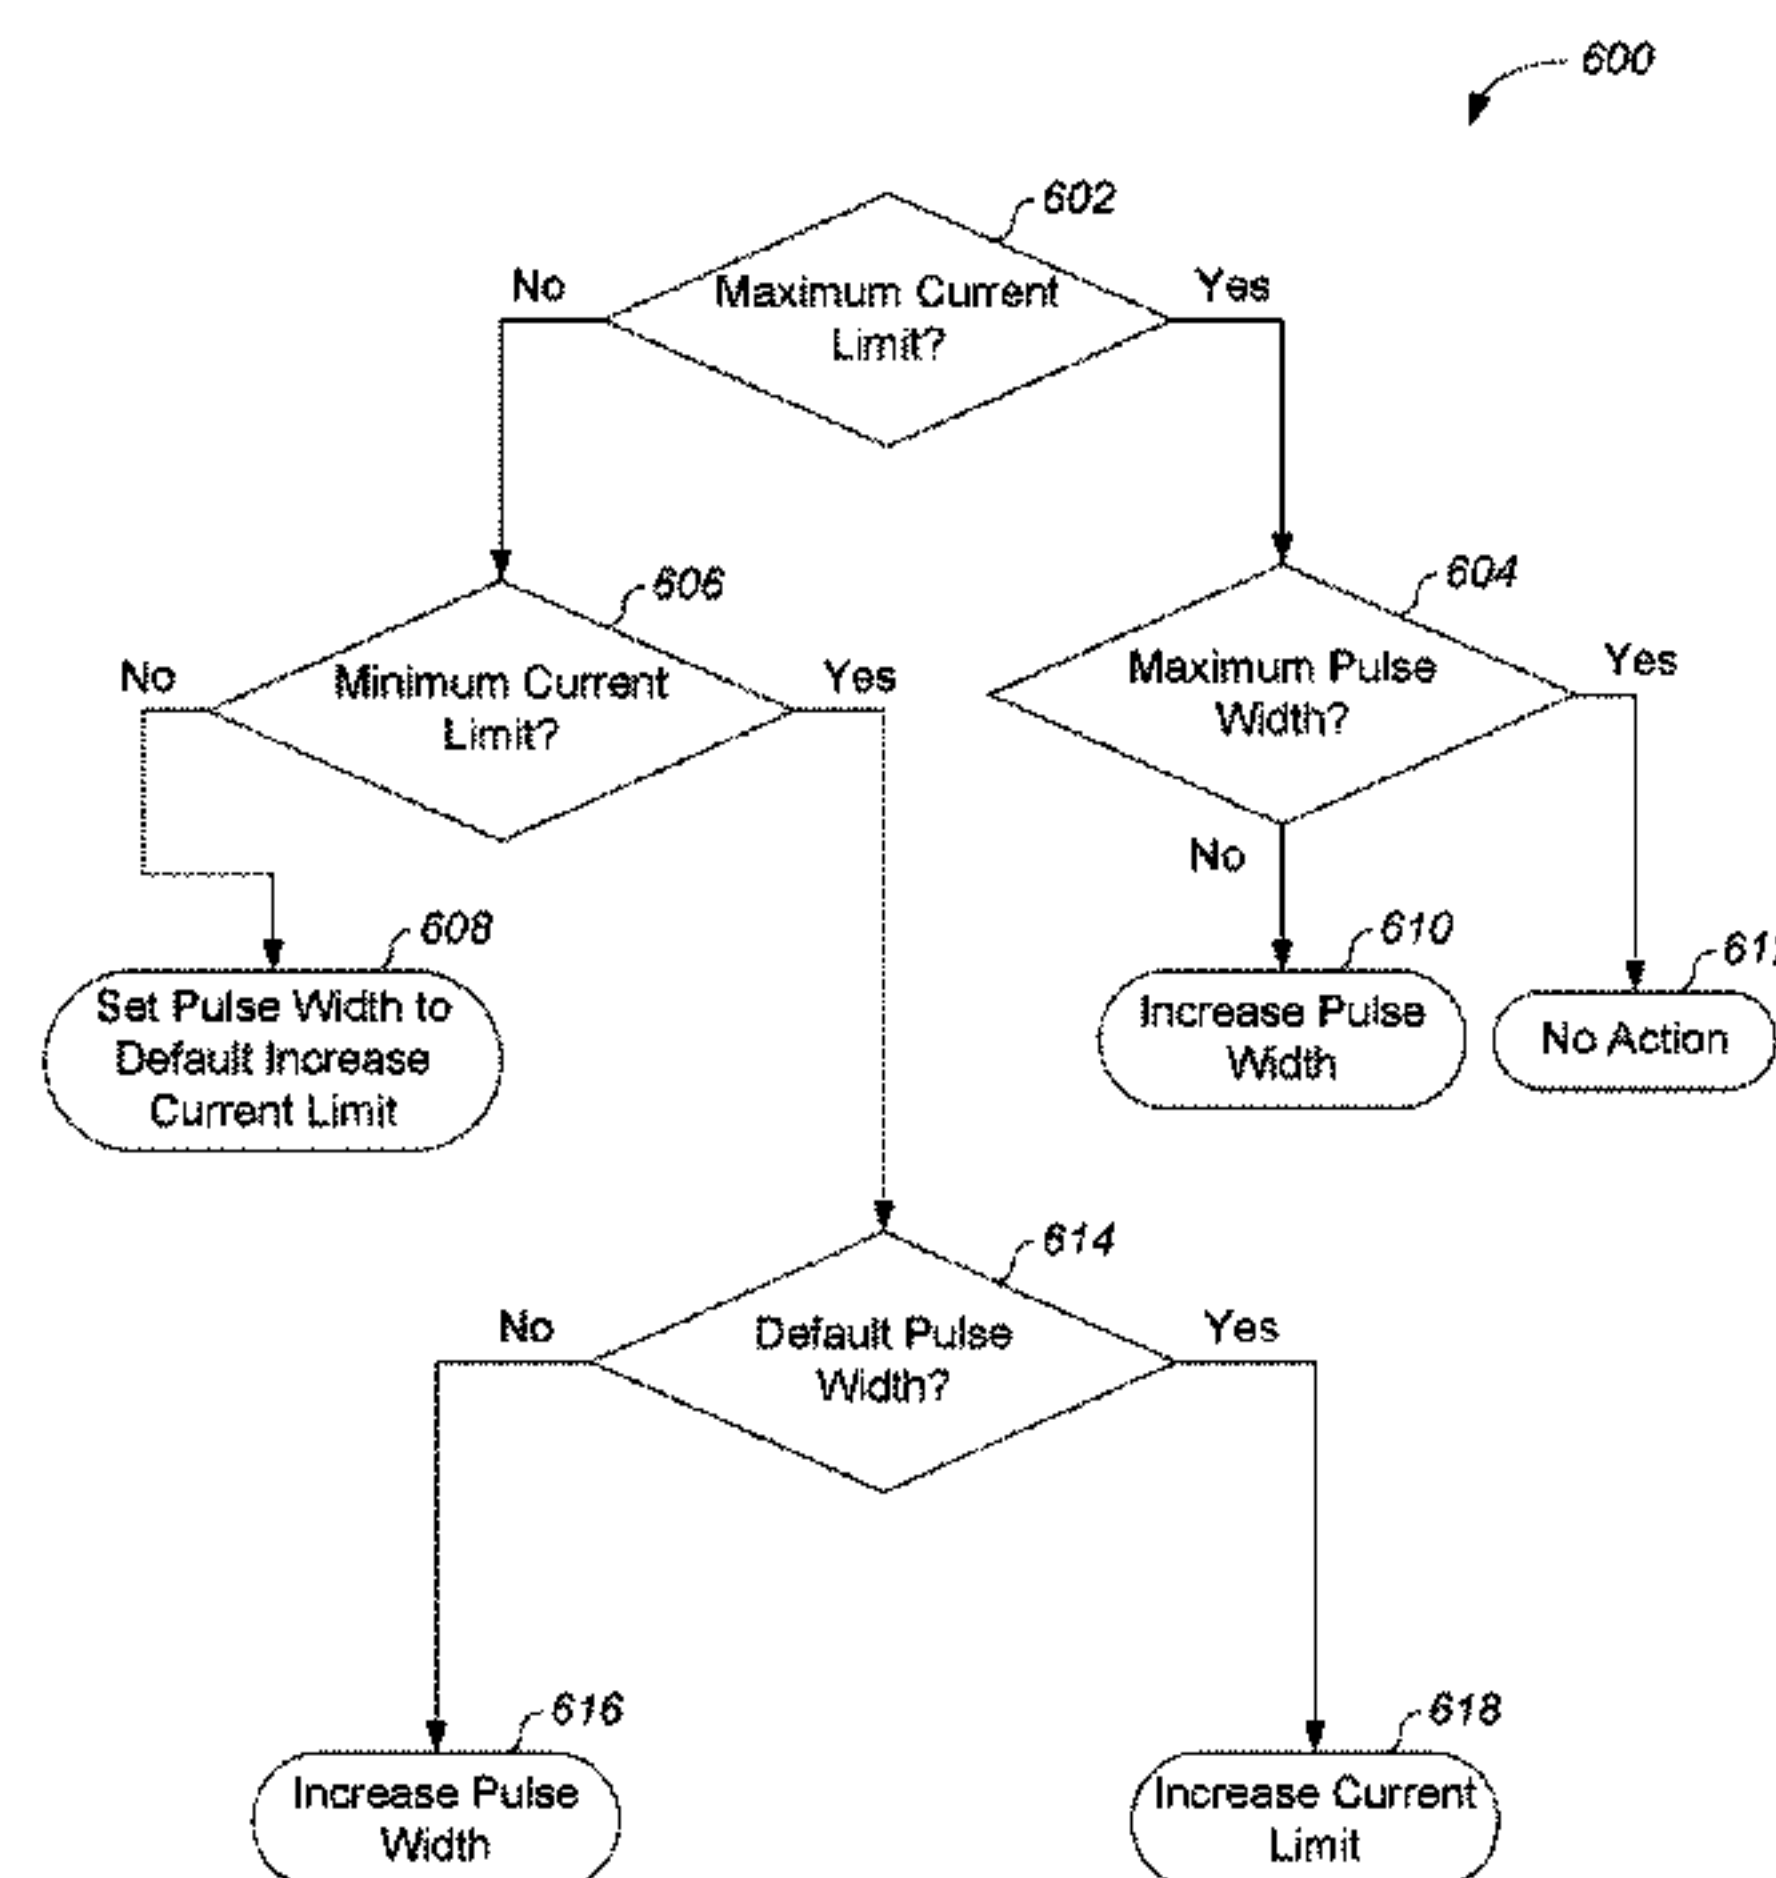 600
602
No
Maximum Current
Yes
Limit?
606
604
No
Minimum Current
Yes
Limit?
Maximum Pulse
Yes
Width?
No
608
610
Set Pulse Width to
Default Increase
Current Limit
Increase Pulse
Width
No Action
614
No
Default Pulse
Yes
Width?
616
618
Increase Pulse
Width
Increase Current
Limit